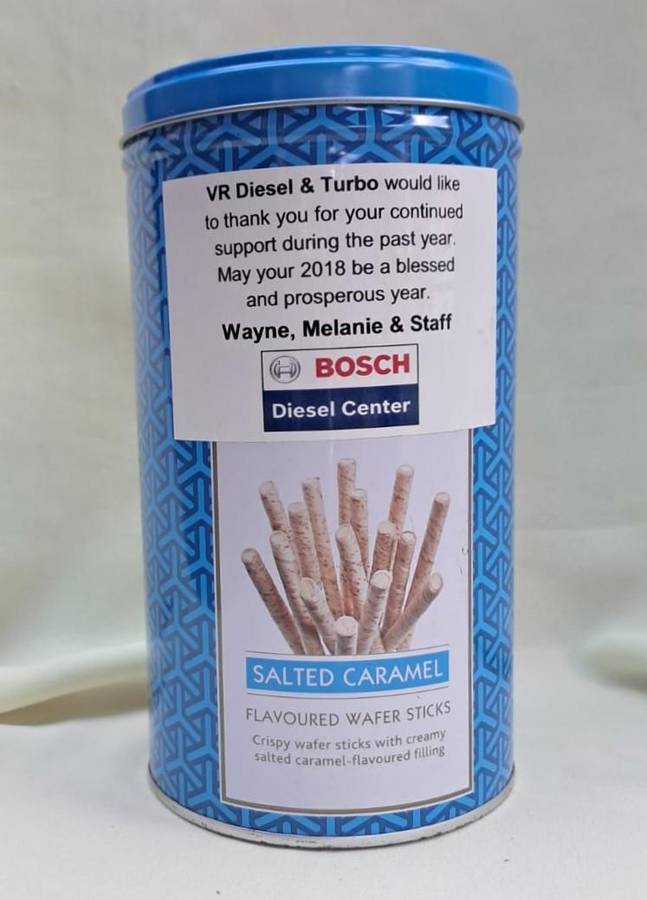 VR Diesel & Turbo would like
to thank you for your continued
support during the past year.
May your 2018 be a blessed
and prosperous year.
Wayne, Melanie & Staff
BOSCH
Diesel Center
SALTED CARAMEL
FLAVOURED WAFER STICKS
Crispy wafer sticks with creamy
salted caramel-flavoured filling